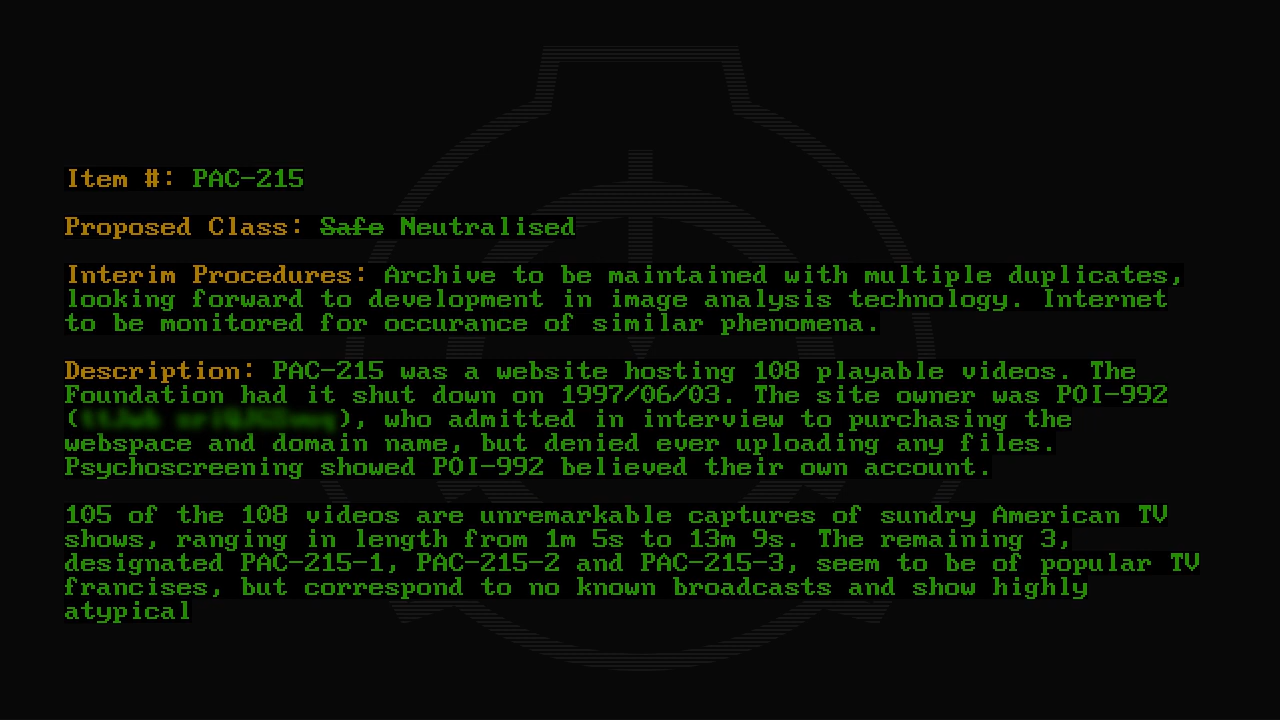 Item #: PAC-215
Proposed Class: Safe Neutralised
Interim Procedures: Archive to be maintained with multiple duplicates,
looking forward to development in image analysis technology. Internet
to be monitored for occurance of similar phenomena.
Description: PAC-215 was a website hosting 108 playable videos. The
Foundation had it shut down on 1997/06/03. The site owner was POI-992
( ), who admitted in interview to purchasing the
webspace and domain name, but denied ever uploading any files.
Psychoscreening showed POI-992 believed their own account.
105 of the 108 videos are unremarkable captures of sundry American TV
shows, ranging in length from 1m 5s to 13m 9s. The remaining 3,
designated PAC-215-1, PAC-215-2 and PAC-215-3, seem to be of popular TV
francises, but correspond to no known broadcasts and show highly
atypical